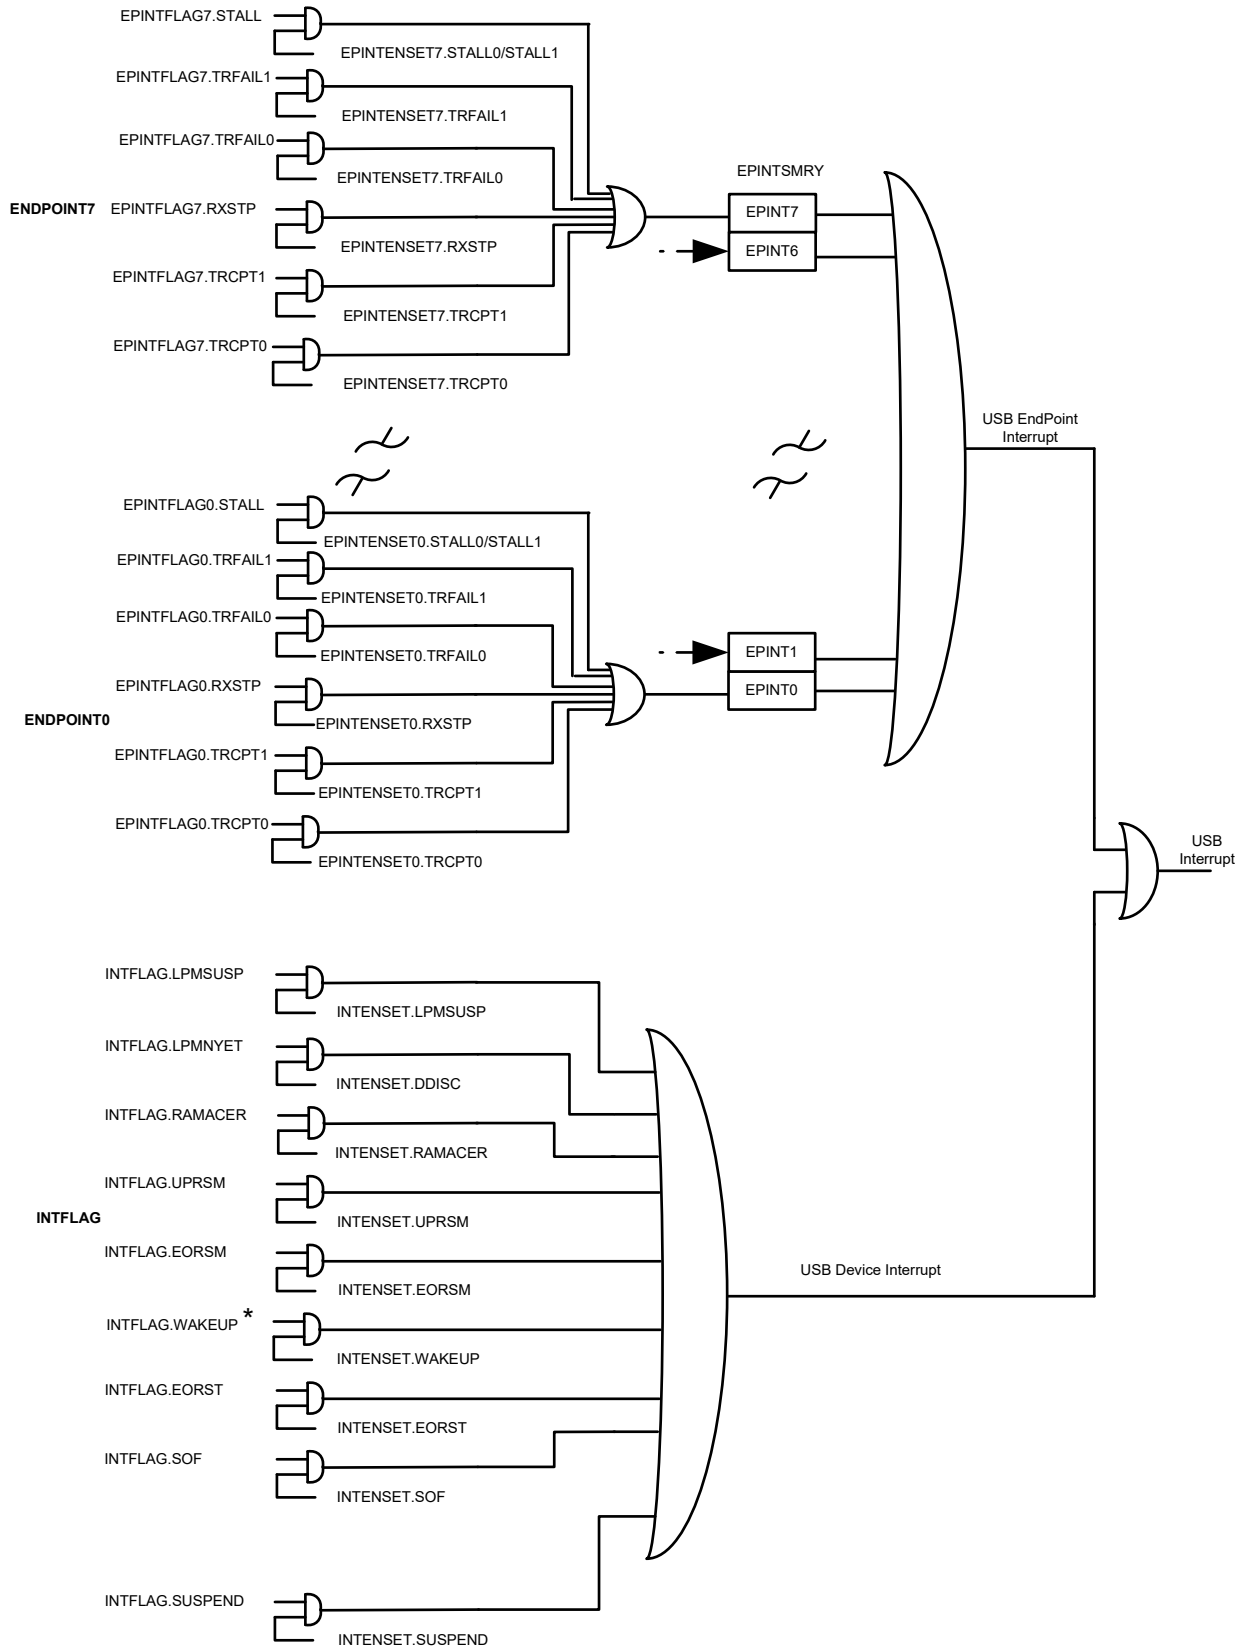 EPINTFLAG7.STALL
EPINTENSET7.STALL0/STALL1
EPINTFLAG7.TRFAIL1
EPINTENSET7.TRFAIL1
EPINTFLAG7.TRFAIL0
EPINTENSET7.TRFAIL0
ENDPOINT7
EPINTFLAG7.RXSTP
EPINTENSET7.RXSTP
EPINTFLAG7.TRCPT1
EPINTENSET7.TRCPT1
EPINTFLAG7.TRCPT0
EPINTENSET7.TRCPT0
EPINTSMRY
EPINT7
EPINT6
USB EndPoint
Interrupt
EPINTFLAG0.STALL
EPINTENSET0.STALL0/STALL1
EPINTFLAG0.TRFAIL1
EPINTENSET0.TRFAIL1
EPINTFLAG0.TRFAIL0
EPINTENSET0.TRFAIL0
EPINTFLAG0.RXSTP
ENDPOINT0
EPINTENSET0.RXSTP
EPINTFLAG0.TRCPT1
EPINTENSET0.TRCPT1
EPINTFLAG0.TRCPT0
EPINTENSET0.TRCPT0
EPINT1
EPINT0
USB
Interrupt
INTFLAG.LPMSUSP
INTENSET.LPMSUSP
INTFLAG.LPMNYET
INTENSET.DDISC
INTFLAG.RAMACER
INTENSET.RAMACER
INTFLAG.UPRSM
INTFLAG
INTENSET.UPRSM
INTFLAG.EORSM
INTENSET.EORSM
INTFLAG.WAKEUP *
INTENSET.WAKEUP
INTFLAG.EORST
INTENSET.EORST
INTFLAG.SOF
INTENSET.SOF
INTFLAG.SUSPEND
INTENSET.SUSPEND
USB Device Interrupt